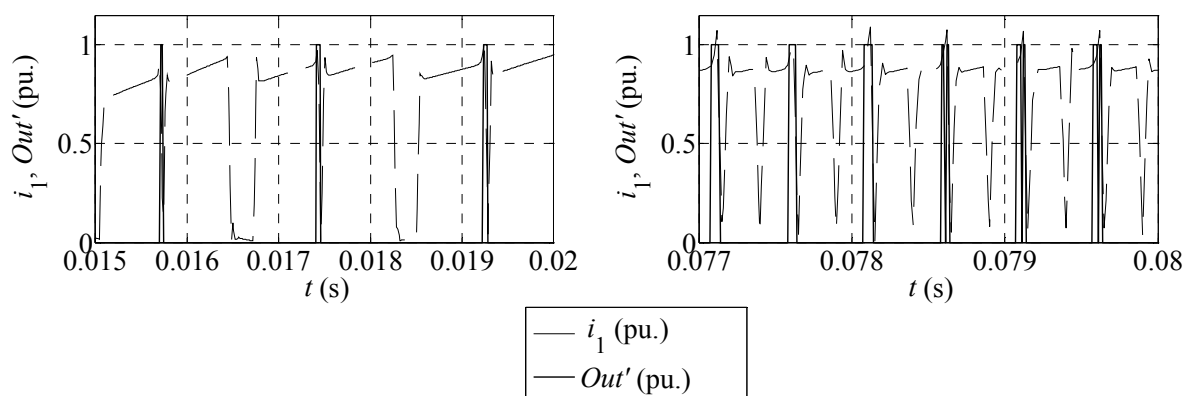 i₁, Out′ (pu.)
1
0.5
0
0.015 0.016 0.017 0.018 0.019 0.02
t (s)
i₁, Out′ (pu.)
1
0.5
0
0.077 0.078 0.079 0.08
t (s)
i₁ (pu.)
Out′ (pu.)